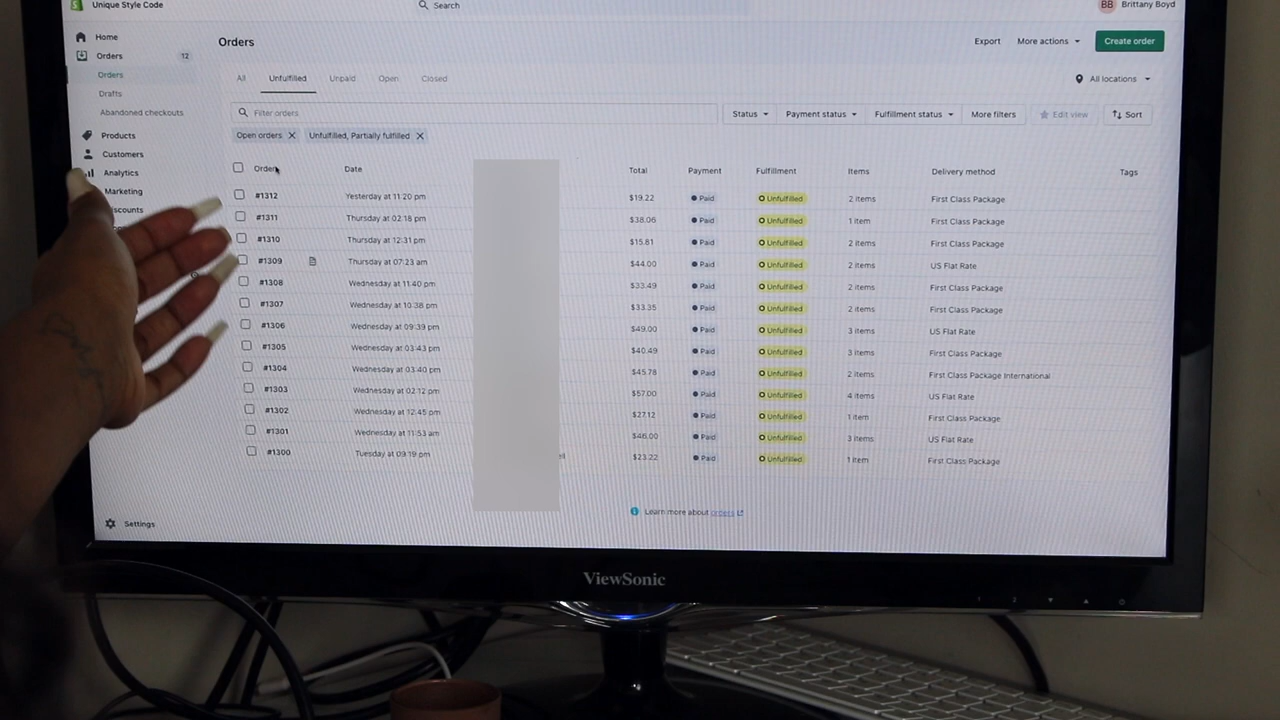 Unique Style Code
Search
BB Brittany Boyd
Home
Orders 12
Orders
Drafts
Abandoned checkouts
Products
Customers
Analytics
Marketing
iscounts
Settings
Orders
Export More actions Create order
All Unfulfilled Unpaid Open Closed
All locations
Filter orders
Status Payment status Fulfillment status More filters Edit view Sort
Open orders Unfulfilled, Partially fulfilled
Order Date Total Payment Fulfillment Items Delivery method Tags
#1312 Yesterday at 11:20 pm $19.22 Paid Unfulfilled 2 items First Class Package
#1311 Thursday at 02:18 pm $38.06 Paid Unfulfilled 1 item First Class Package
#1310 Thursday at 12:31 pm $15.81 Paid Unfulfilled 2 items First Class Package
#1309 Thursday at 07:23 am $44.00 Paid Unfulfilled 2 items US Flat Rate
#1308 Wednesday at 11:40 pm $33.49 Paid Unfulfilled 2 items First Class Package
#1307 Wednesday at 10:38 pm $33.35 Paid Unfulfilled 2 items First Class Package
#1306 Wednesday at 09:39 pm $49.00 Paid Unfulfilled 3 items US Flat Rate
#1305 Wednesday at 03:43 pm $40.49 Paid Unfulfilled 3 items First Class Package
#1304 Wednesday at 03:40 pm $45.78 Paid Unfulfilled 2 items First Class Package International
#1303 Wednesday at 02:12 pm $57.00 Paid Unfulfilled 4 items US Flat Rate
#1302 Wednesday at 12:45 pm $27.12 Paid Unfulfilled 1 item First Class Package
#1301 Wednesday at 11:53 am $46.00 Paid Unfulfilled 3 items US Flat Rate
#1300 Tuesday at 09:19 pm $23.22 Paid Unfulfilled 1 item First Class Package
Learn more about orders
ViewSonic
1 2